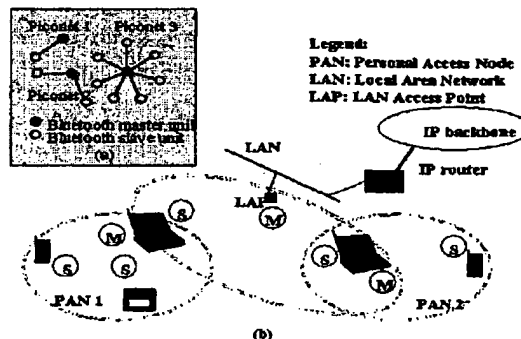 Piconet 1
Piconet 3
Piconet
Bluetooth master unit
Bluetooth slave unit
(a)
Legend:
PAN: Personal Access Node
LAN: Local Area Network
LAP: LAN Access Point
IP backbone
LAN
IP router
LAP
M
S
S
M
S
S
PAN 1
S
M
S
PAN 2
(b)